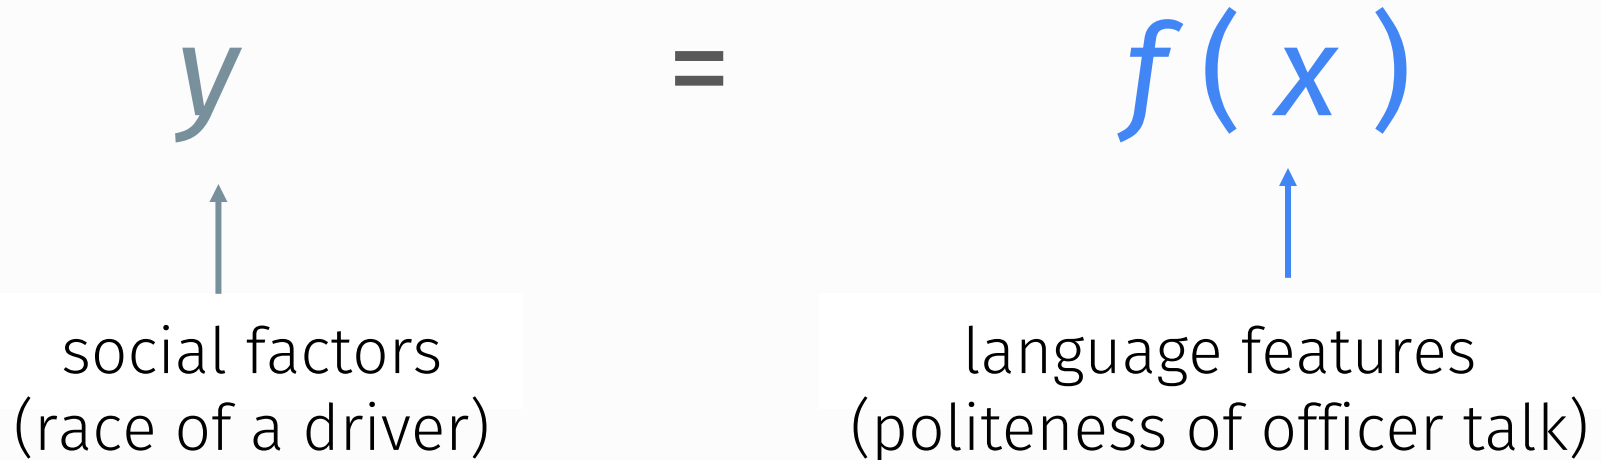 y = f(x)
social factors
(race of a driver)
language features
(politeness of officer talk)